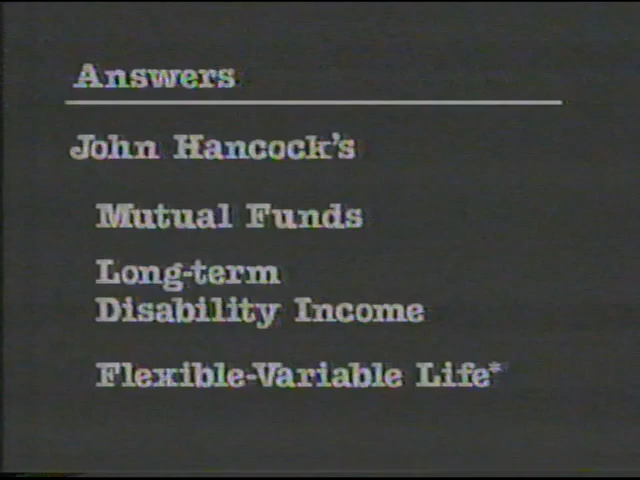 Answers
John Hancock's
Mutual Funds
Long-term
Disability Income
Flexible-Variable Life*